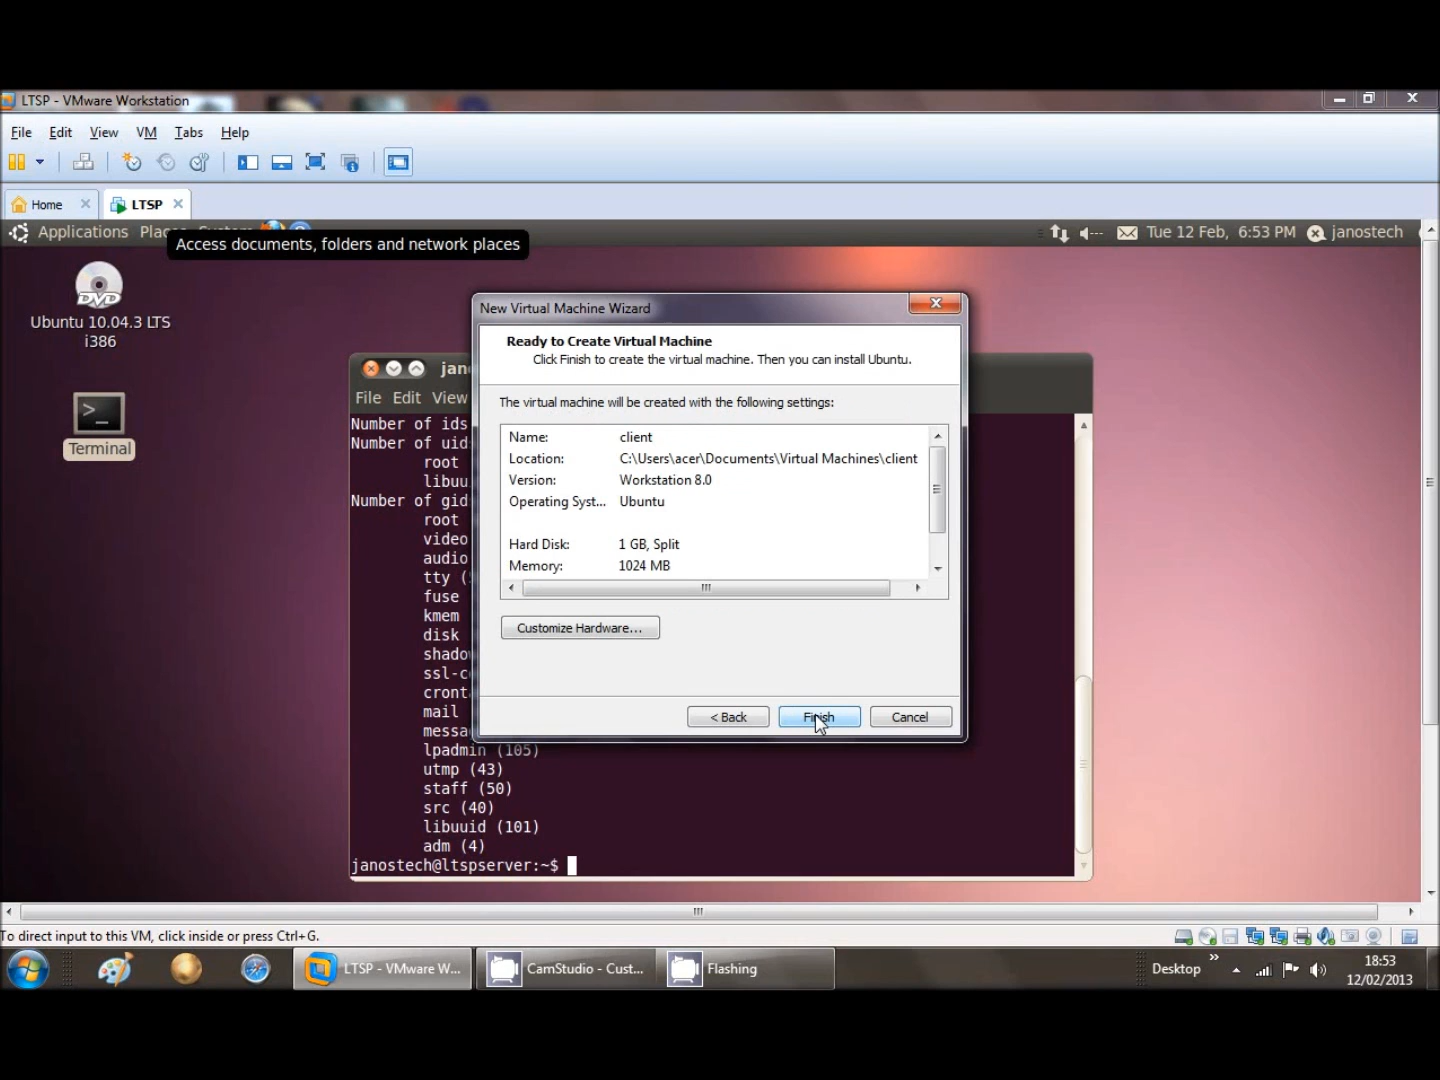 LTSP - VMware Workstation
File Edit View VM Tabs Help
Home LTSP
Applications
Access documents, folders and network places
Tue 12 Feb, 6:53 PM janostech
Ubuntu 10.04.3 LTS
i386
DVD
Terminal
New Virtual Machine Wizard
Ready to Create Virtual Machine
Click Finish to create the virtual machine. Then you can install Ubuntu.
The virtual machine will be created with the following settings:
Name: client
Location: C:\Users\acer\Documents\Virtual Machines\client
Version: Workstation 8.0
Operating Syst... Ubuntu
Hard Disk: 1 GB, Split
Memory: 1024 MB
Customize Hardware...
< Back Finish Cancel
File Edit View
Number of ids
Number of uid
root
libuu
Number of gid
root
video
audio
tty (
fuse
kmem
disk
shado
ssl-c
cront
mail
messa
lpadmin (105)
utmp (43)
staff (50)
src (40)
libuuid (101)
adm (4)
janostech@ltspserver:~$
To direct input to this VM, click inside or press Ctrl+G.
LTSP - VMware W... CamStudio - Cust... Flashing Desktop 18:53
12/02/2013